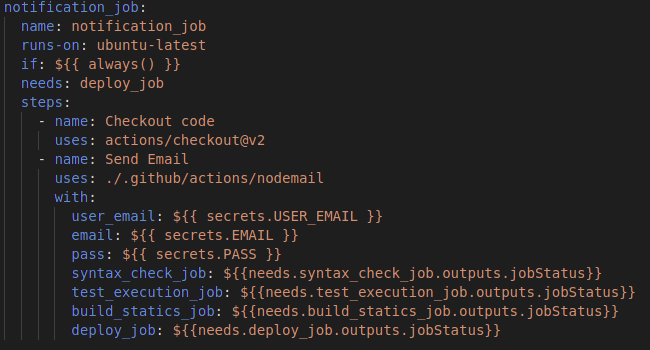 notification_job:
name: notification_job
runs-on: ubuntu-latest
if: ${{ always() }}
needs: deploy_job
steps:
- name: Checkout code
uses: actions/checkout@v2
- name: Send Email
uses: ./.github/actions/nodemail
with:
user_email: ${{ secrets.USER_EMAIL }}
email: ${{ secrets.EMAIL }}
pass: ${{ secrets.PASS }}
syntax_check_job: ${{needs.syntax_check_job.outputs.jobStatus}}
test_execution_job: ${{needs.test_execution_job.outputs.jobStatus}}
build_statics_job: ${{needs.build_statics_job.outputs.jobStatus}}
deploy_job: ${{needs.deploy_job.outputs.jobStatus}}